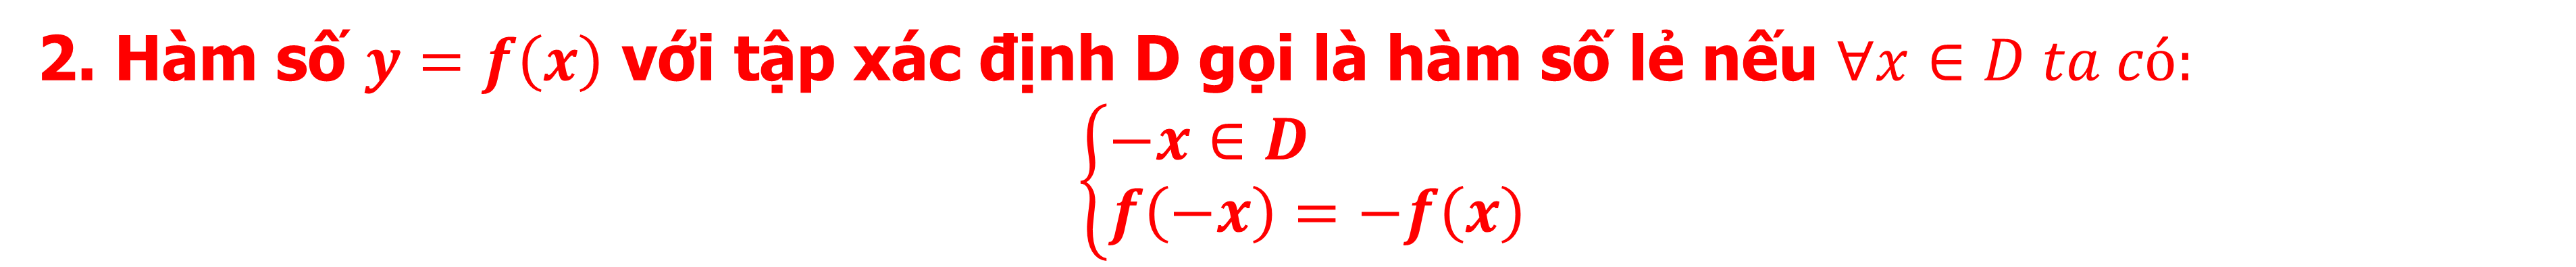 2. Hàm số y = f(x) với tập xác định D gọi là hàm số lẻ nếu ∀x ∈ D ta có:
{−x ∈ D
f(−x) = −f(x)